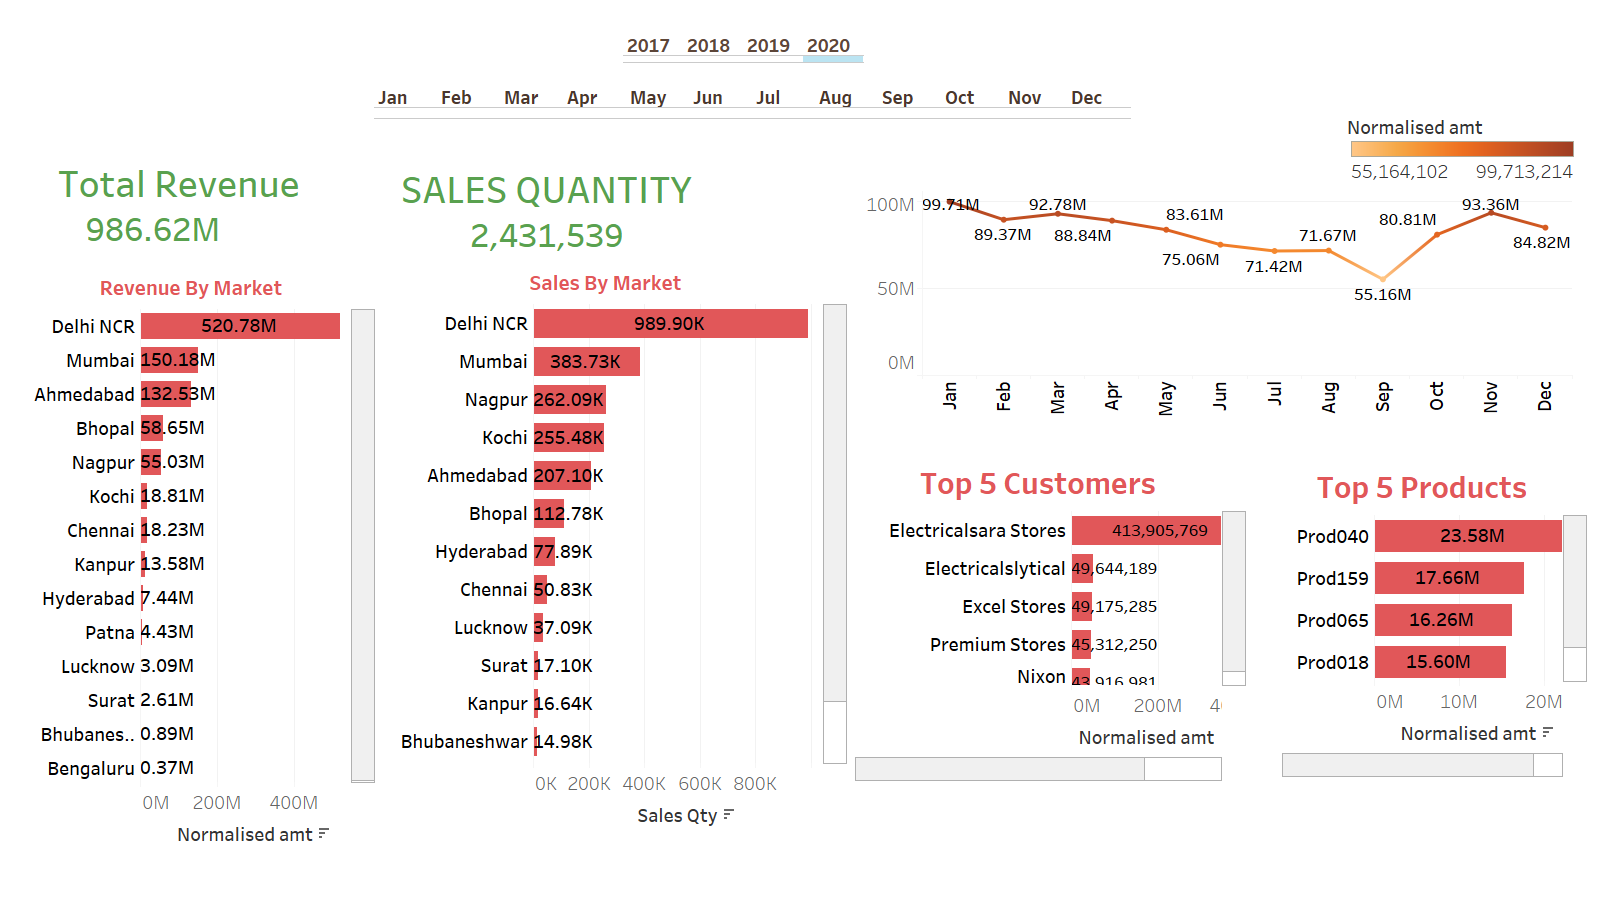 2017 2018 2019 2020
Jan Feb Mar Apr May Jun Jul Aug Sep Oct Nov Dec
Total Revenue
986.62M
SALES QUANTITY
2,431,539
Revenue By Market
Delhi NCR 520.78M
Mumbai 150.18M
Ahmedabad 132.53M
Bhopal 58.65M
Nagpur 55.03M
Kochi 18.81M
Chennai 18.23M
Kanpur 13.58M
Hyderabad 7.44M
Patna 4.43M
Lucknow 3.09M
Surat 2.61M
Bhubanes.. 0.89M
Bengaluru 0.37M
0M 200M 400M
Normalised amt
Sales By Market
Delhi NCR 989.90K
Mumbai 383.73K
Nagpur 262.09K
Kochi 255.48K
Ahmedabad 207.10K
Bhopal 112.78K
Hyderabad 77.89K
Chennai 50.83K
Lucknow 37.09K
Surat 17.10K
Kanpur 16.64K
Bhubaneshwar 14.98K
0K 200K 400K 600K 800K
Sales Qty
Normalised amt
55,164,102 99,713,214
100M
50M
0M
99.71M 89.37M 92.78M 88.84M 83.61M 75.06M 71.42M 71.67M 55.16M 80.81M 93.36M 84.82M
Jan Feb Mar Apr May Jun Jul Aug Sep Oct Nov Dec
Top 5 Customers
Electricalsara Stores 413,905,769
Electricalslytical 49,644,189
Excel Stores 49,175,285
Premium Stores 45,312,250
Nixon 43,916,981
0M 200M 4
Normalised amt
Top 5 Products
Prod040 23.58M
Prod159 17.66M
Prod065 16.26M
Prod018 15.60M
0M 10M 20M
Normalised amt